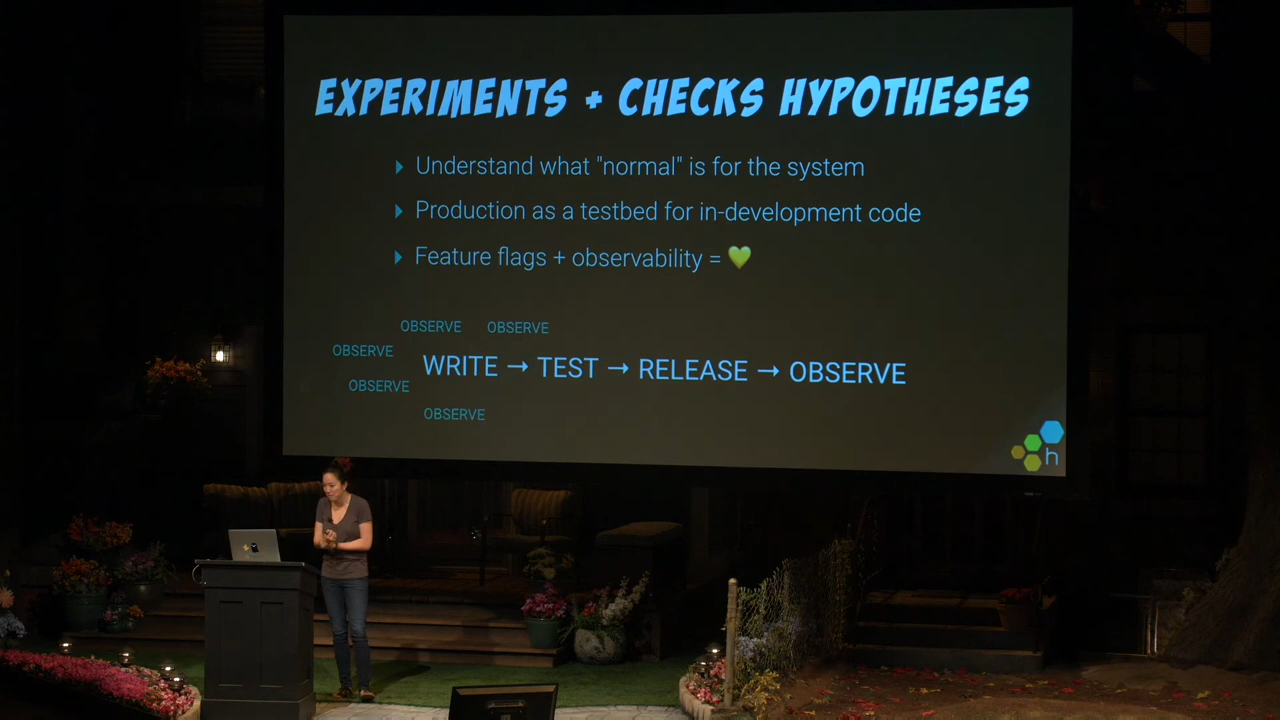 EXPERIMENTS + CHECKS HYPOTHESES
Understand what "normal" is for the system
Production as a testbed for in-development code
Feature flags + observability = 💚
OBSERVE OBSERVE
OBSERVE
WRITE → TEST → RELEASE → OBSERVE
OBSERVE
OBSERVE
h